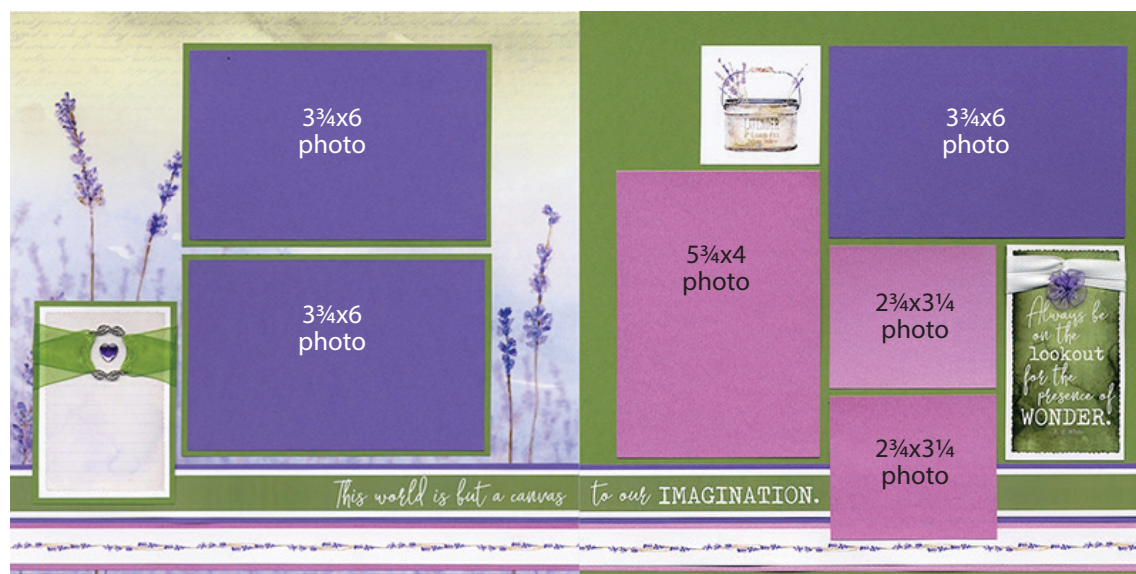 3¾x6
photo
3¾x6
photo
This world is but a canvas
3¾x6
photo
LAVENDER
5¾x4
photo
2¾x3¼
photo
2¾x3¼
photo
Always be
on the
lookout
for the
presence of
WONDER.
to our IMAGINATION.